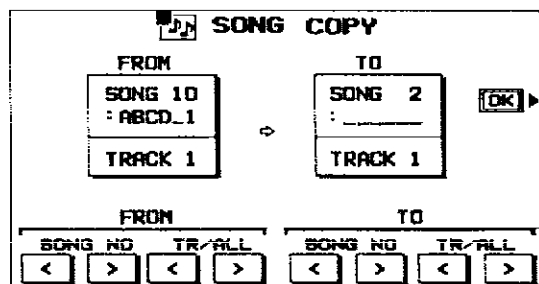 SONG COPY
FROM TO
SONG 10 SONG 2 OK
:ABCD_1 :______
TRACK 1 TRACK 1
FROM TO
SONG NO TR/ALL SONG NO TR/ALL
< > < > < > < >